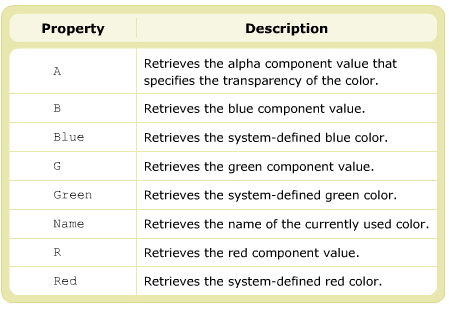 Property Description
A Retrieves the alpha component value that
specifies the transparency of the color.
B Retrieves the blue component value.
Blue Retrieves the system-defined blue color.
G Retrieves the green component value.
Green Retrieves the system-defined green color.
Name Retrieves the name of the currently used color.
R Retrieves the red component value.
Red Retrieves the system-defined red color.